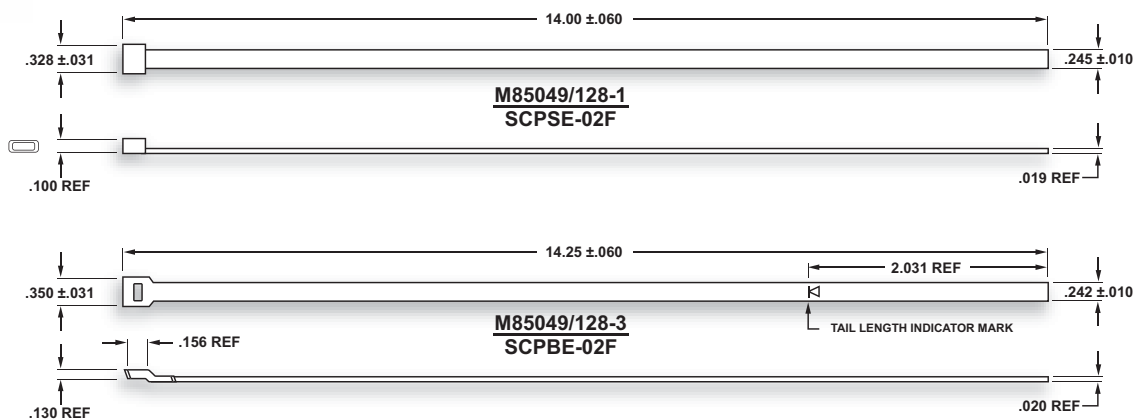 14.00 ±.060
.328 ±.031
.245 ±.010
M85049/128-1
SCPSE-02F
.100 REF
.019 REF
14.25 ±.060
2.031 REF
.350 ±.031
.242 ±.010
M85049/128-3
SCPBE-02F
TAIL LENGTH INDICATOR MARK
.156 REF
.130 REF
.020 REF